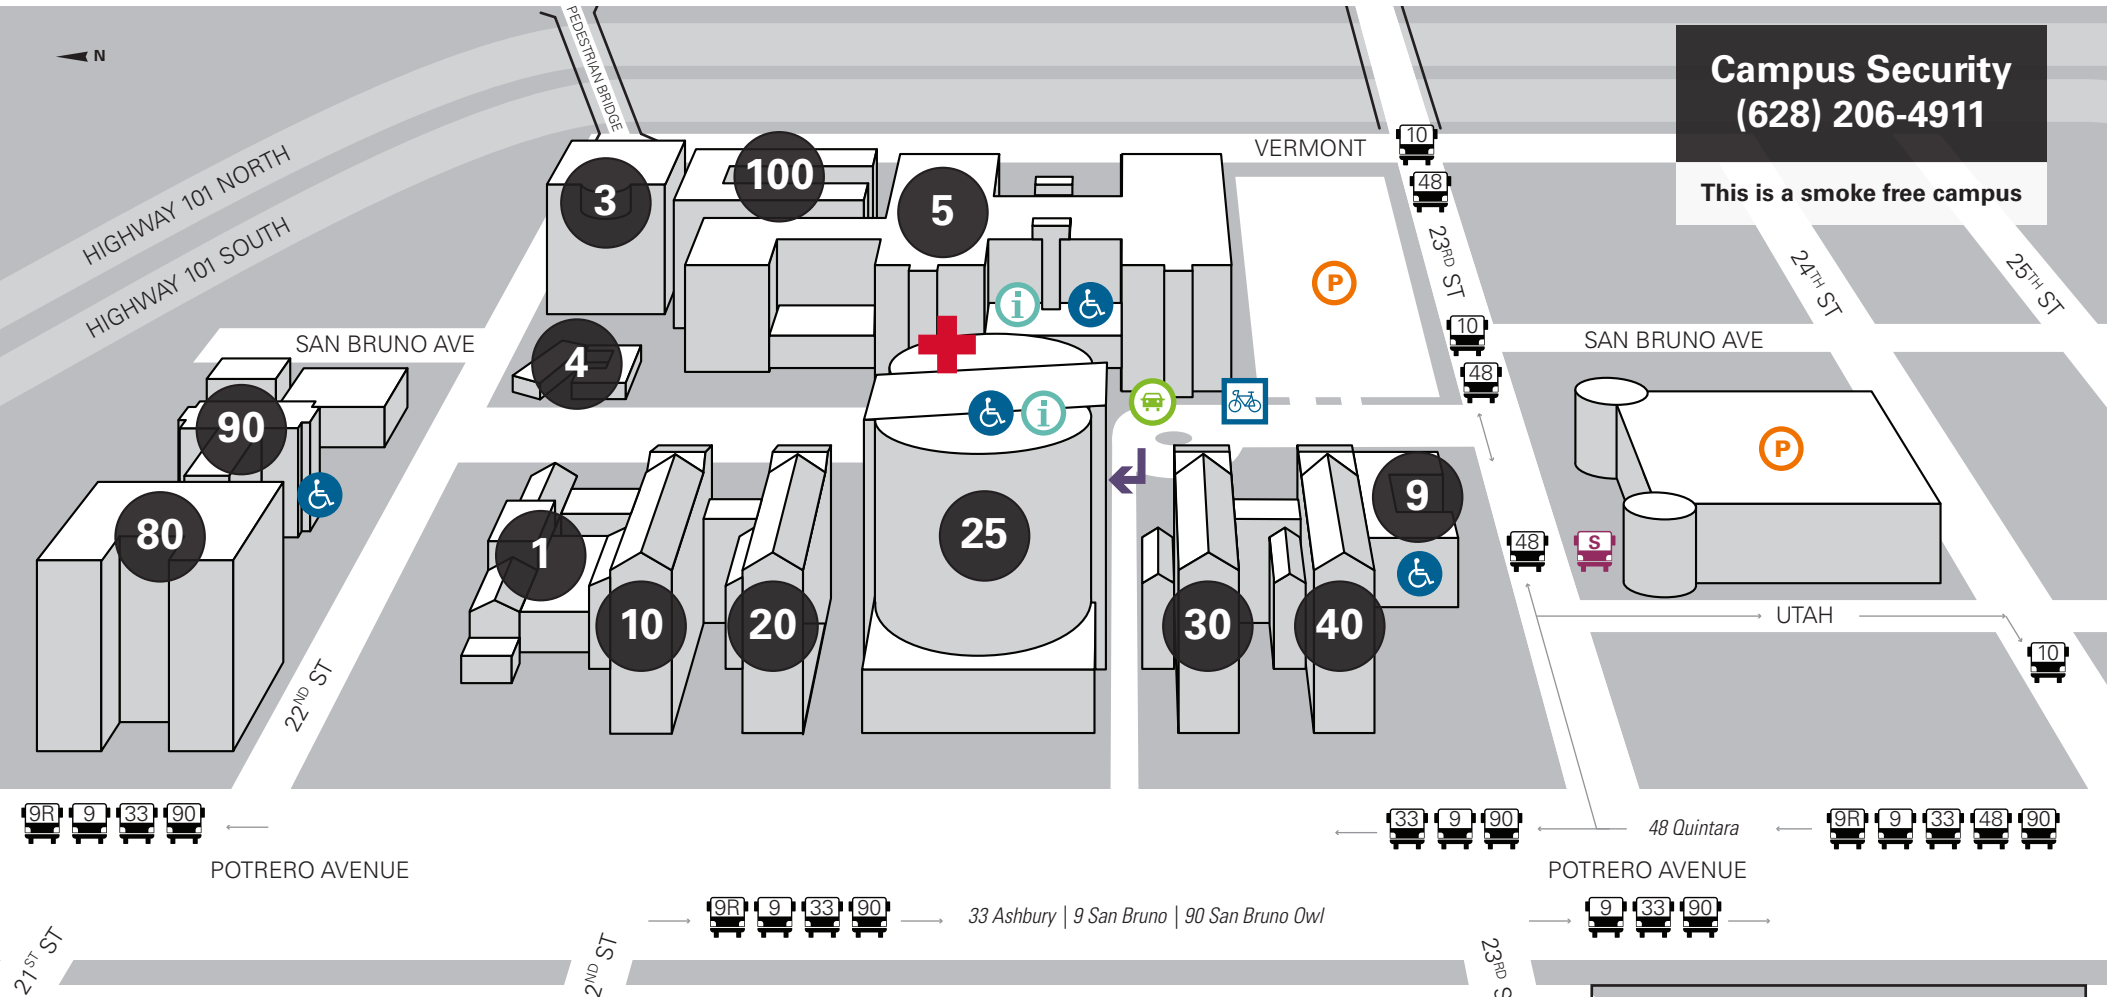 N
PEDESTRIAN BRIDGE
Campus Security
(628) 206-4911
This is a smoke free campus
HIGHWAY 101 NORTH
HIGHWAY 101 SOUTH
VERMONT
10
48
3
100
5
i
P
23RD ST
24TH ST
25TH ST
SAN BRUNO AVE
10
48
SAN BRUNO AVE
4
90
i
P
80
1
25
9
48
S
10
20
30
40
UTAH
10
22ND ST
9R
9
33
90
33
9
90
48 Quintara
9R
9
33
48
90
POTRERO AVENUE
POTRERO AVENUE
9R
9
33
90
33 Ashbury | 9 San Bruno | 90 San Bruno Owl
9
33
90
21ST ST
2ND ST
23RD S